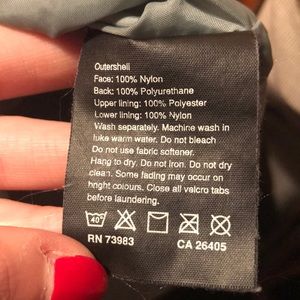 Outershell
Face: 100% Nylon
Back: 100% Polyurethane
Upper lining: 100% Polyester
Lower lining: 100% Nylon
Wash separately. Machine wash in
luke warm water. Do not bleach
Do not use fabric softener.
Hang to dry. Do not iron. Do not dry
clean. Some fading may occur on
bright colours. Close all velcro tabs
before laundering.
40°
RN 73983 CA 26405